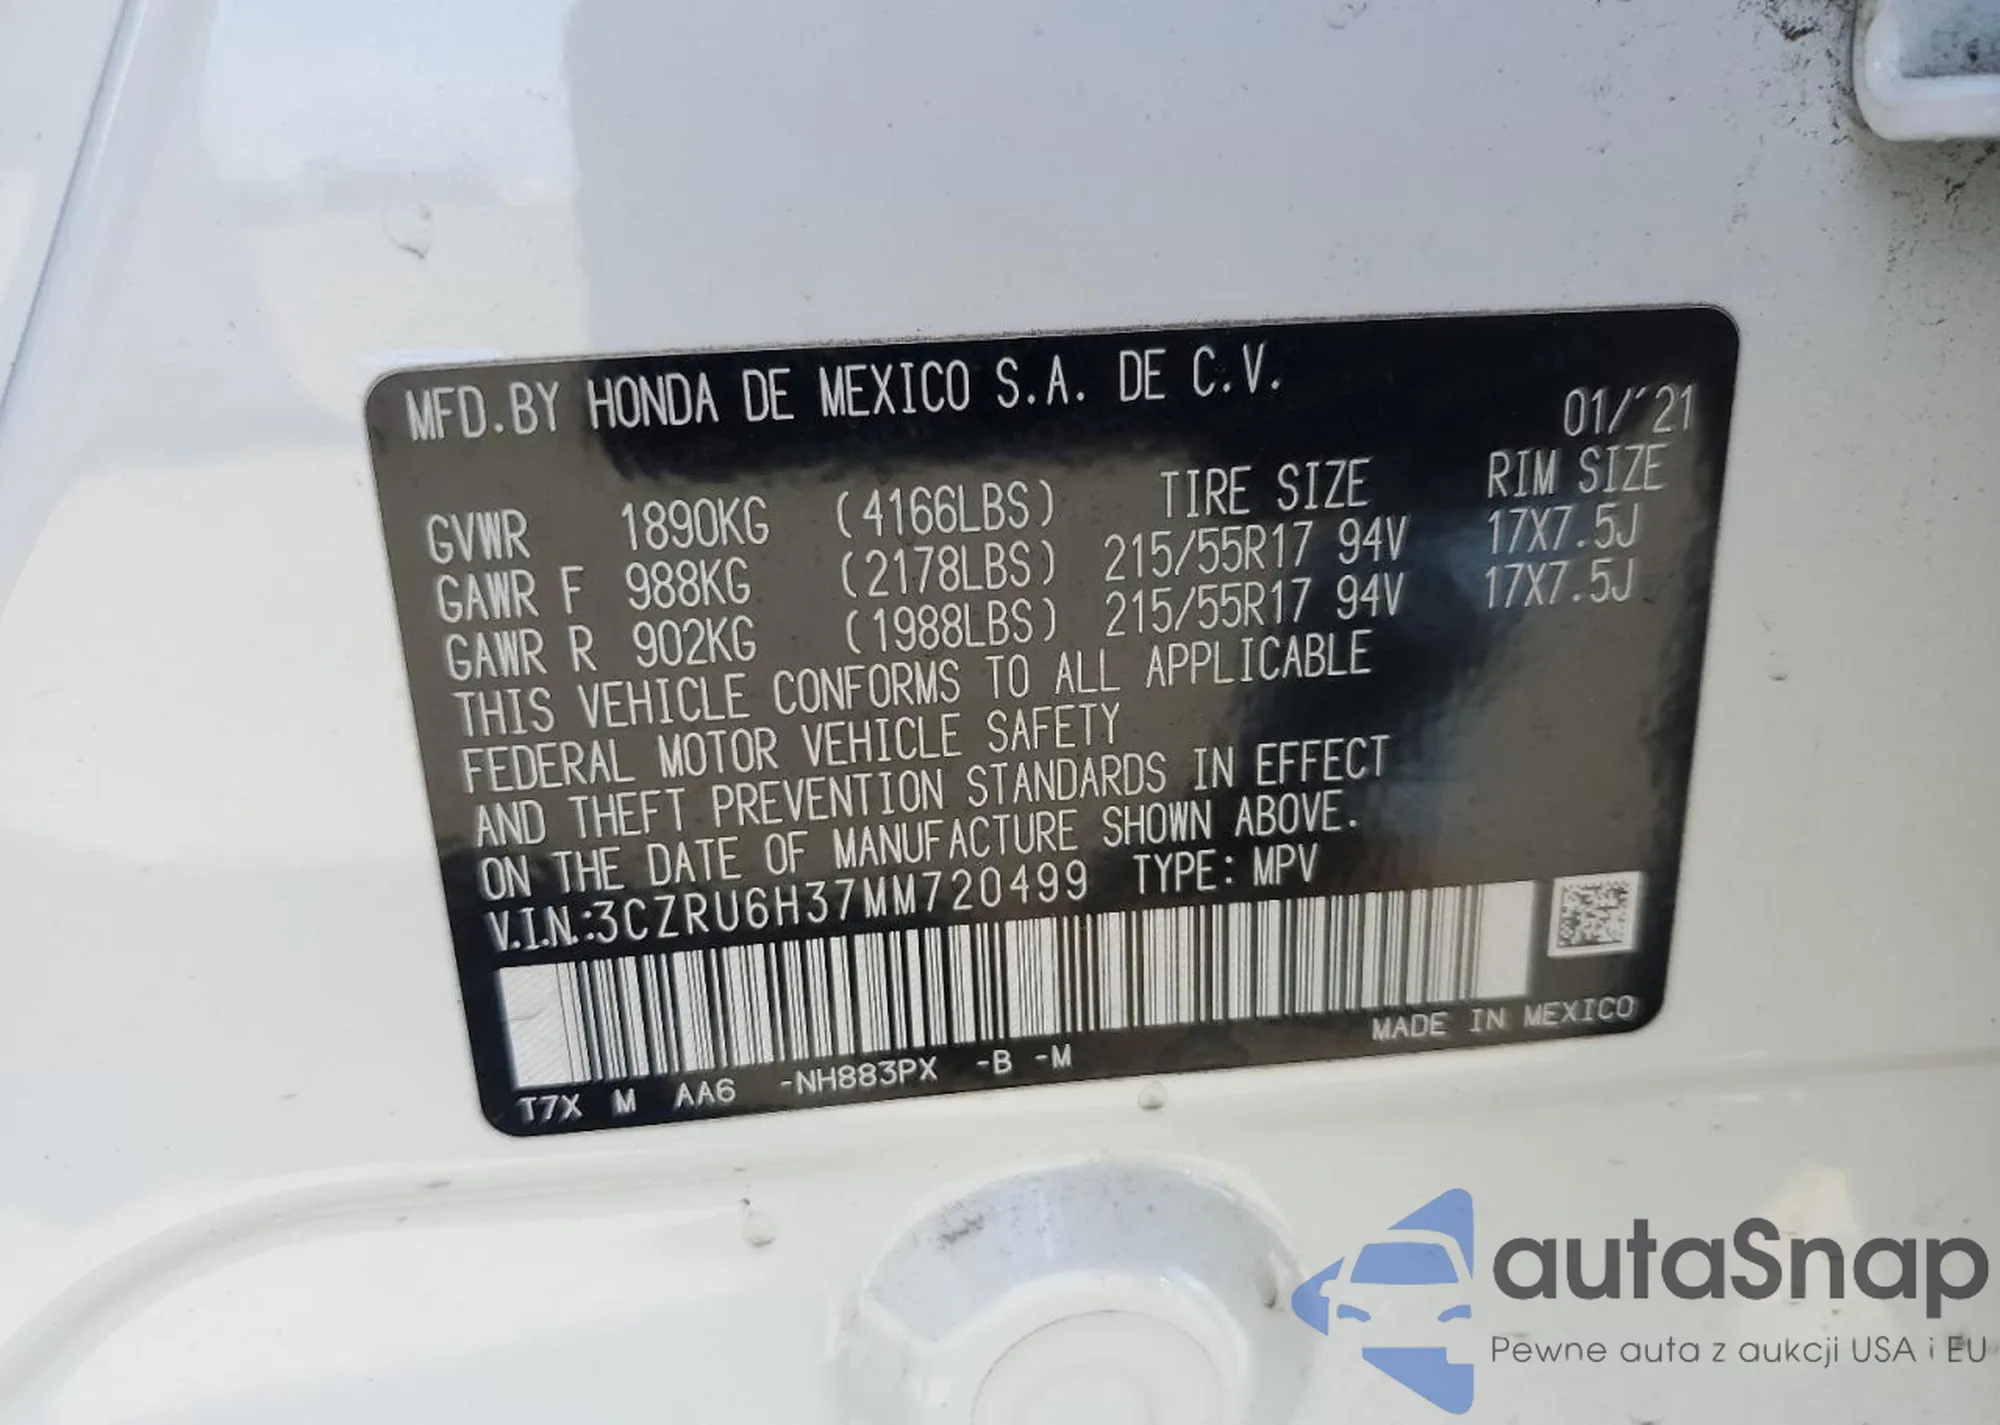 MFD.BY HONDA DE MEXICO S.A. DE C.V.
01/'21
TIRE SIZE RIM SIZE
GVWR 1890KG (4166LBS)
GAWR F 988KG (2178LBS) 215/55R17 94V 17X7.5J
GAWR R 902KG (1988LBS) 215/55R17 94V 17X7.5J
THIS VEHICLE CONFORMS TO ALL APPLICABLE
FEDERAL MOTOR VEHICLE SAFETY
AND THEFT PREVENTION STANDARDS IN EFFECT
ON THE DATE OF MANUFACTURE SHOWN ABOVE.
V.I.N.:3CZRU6H37MM720499 TYPE: MPV
MADE IN MEXICO
T7X M AA6 -NH883PX -B -M
autaSnap
Pewne auta z aukcji USA i EU